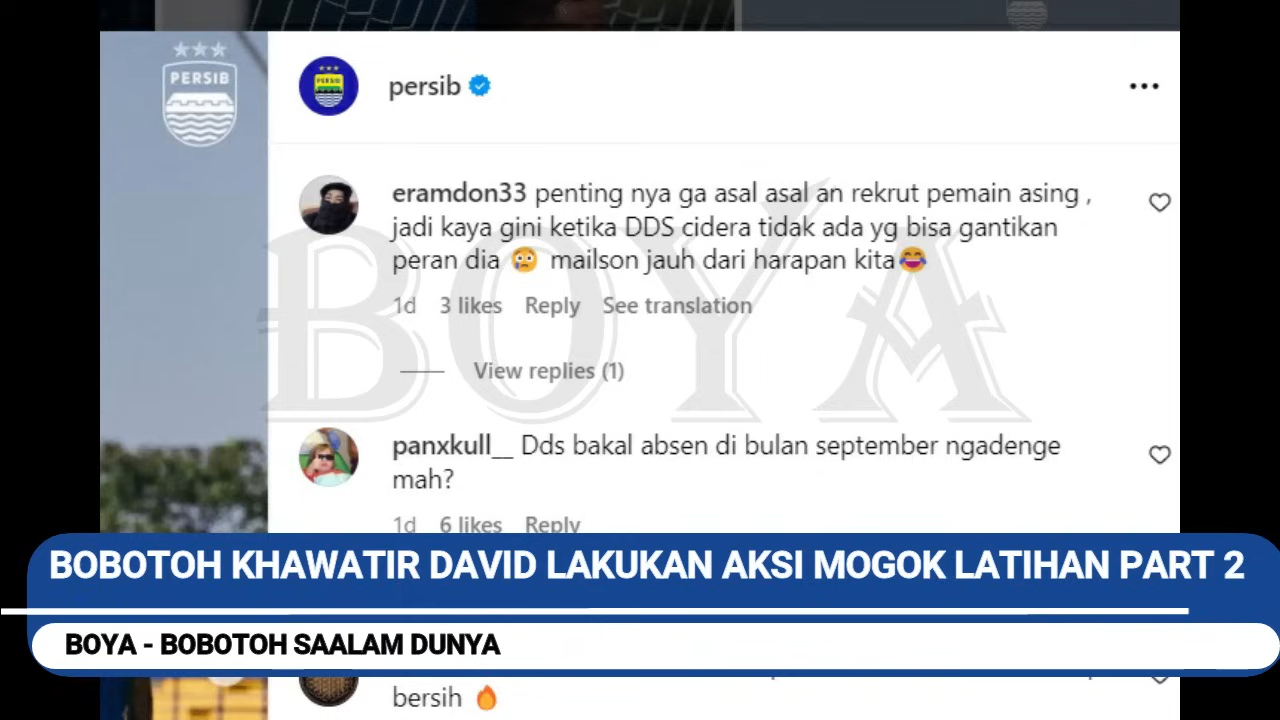 PERSIB
persib
eramdon33 penting nya ga asal asal an rekrut pemain asing ,
jadi kaya gini ketika DDS cidera tidak ada yg bisa gantikan
peran dia 😢 mailson jauh dari harapan kita😂
1d 3 likes Reply See translation
View replies (1)
BOYA
panxkull__ Dds bakal absen di bulan september ngadenge
mah?
1d 6 likes Reply
BOBOTOH KHAWATIR DAVID LAKUKAN AKSI MOGOK LATIHAN PART 2
BOYA - BOBOTOH SAALAM DUNYA
bersih 🔥